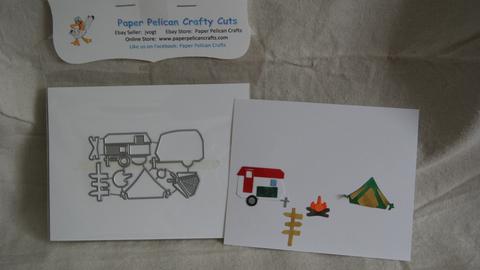 Paper Pelican Crafty Cuts
Ebay Seller: jvogt Ebay Store: Paper Pelican Crafts
Online Store: www.paperpelicancrafts.com
Like us on Facebook: Paper Pelican Crafts